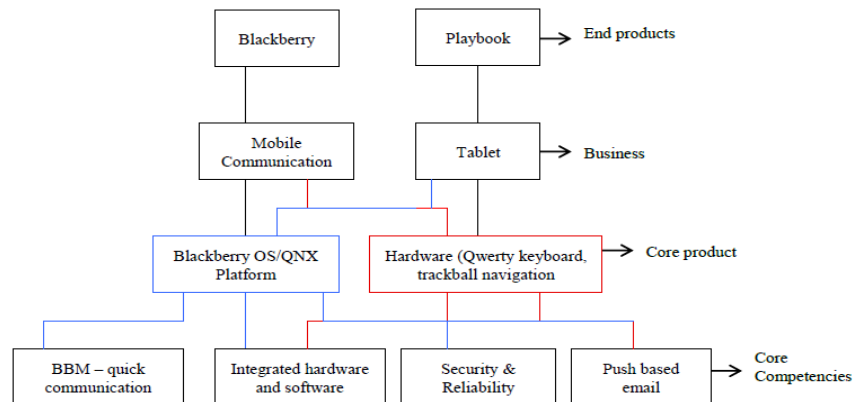 Blackberry
Playbook
End products
Mobile
Communication
Tablet
Business
Blackberry OS/QNX
Platform
Hardware (Qwerty keyboard,
trackball navigation
Core product
BBM – quick
communication
Integrated hardware
and software
Security &
Reliability
Push based
email
Core
Competencies